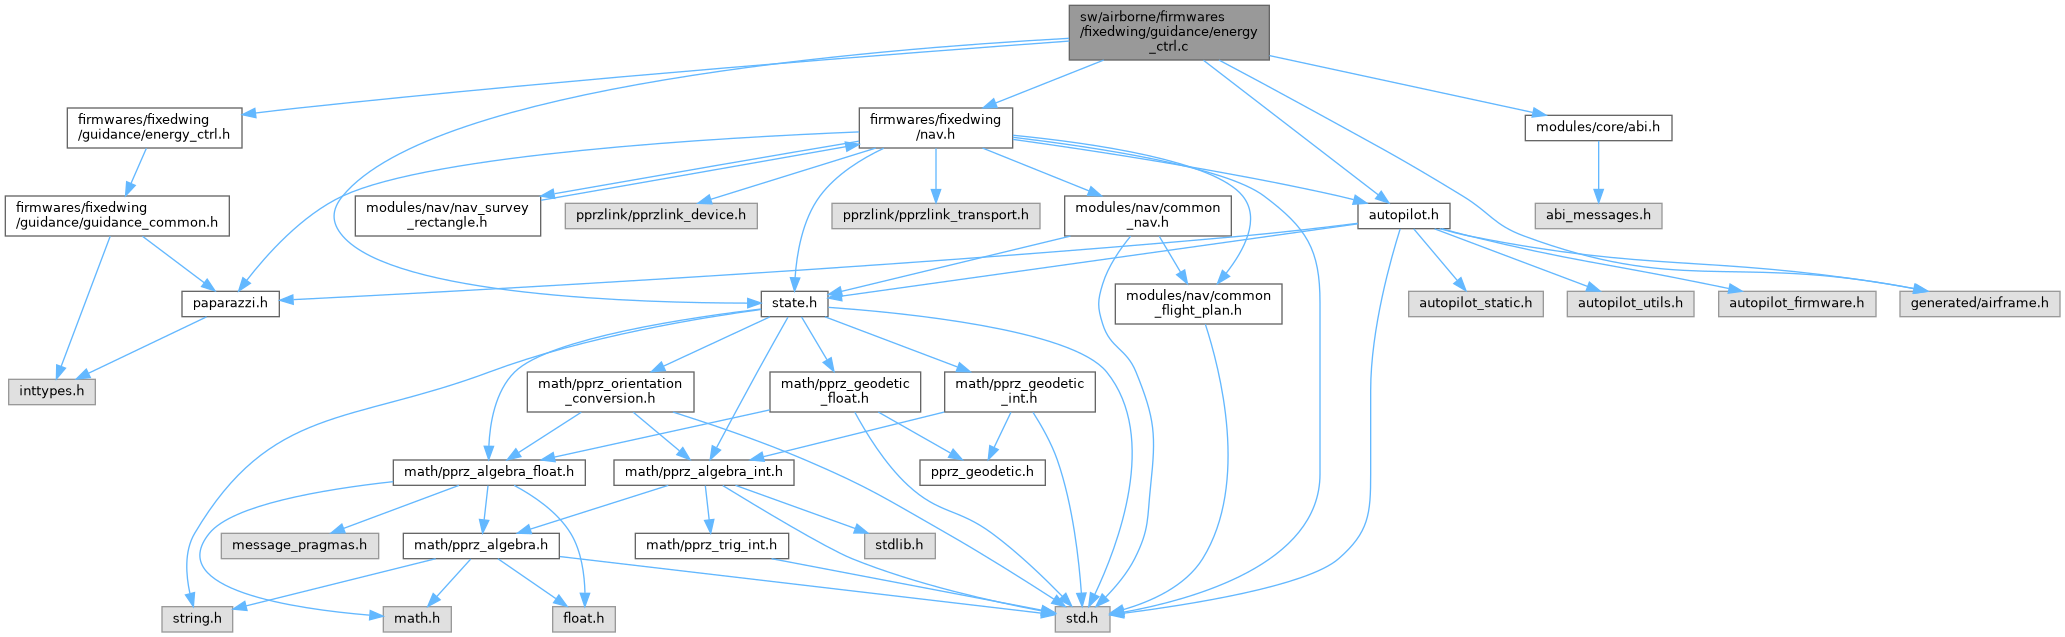 sw/airborne/firmwares
/fixedwing/guidance/energy
_ctrl.c
firmwares/fixedwing
/guidance/energy_ctrl.h
firmwares/fixedwing
/nav.h
modules/core/abi.h
firmwares/fixedwing
/guidance/guidance_common.h
modules/nav/nav_survey
_rectangle.h
pprzlink/pprzlink_device.h
pprzlink/pprzlink_transport.h
modules/nav/common
_nav.h
autopilot.h
abi_messages.h
paparazzi.h
state.h
modules/nav/common
_flight_plan.h
autopilot_static.h
autopilot_utils.h
autopilot_firmware.h
generated/airframe.h
inttypes.h
math/pprz_orientation
_conversion.h
math/pprz_geodetic
_float.h
math/pprz_geodetic
_int.h
math/pprz_algebra_float.h
math/pprz_algebra_int.h
pprz_geodetic.h
message_pragmas.h
math/pprz_algebra.h
math/pprz_trig_int.h
stdlib.h
string.h
math.h
float.h
std.h